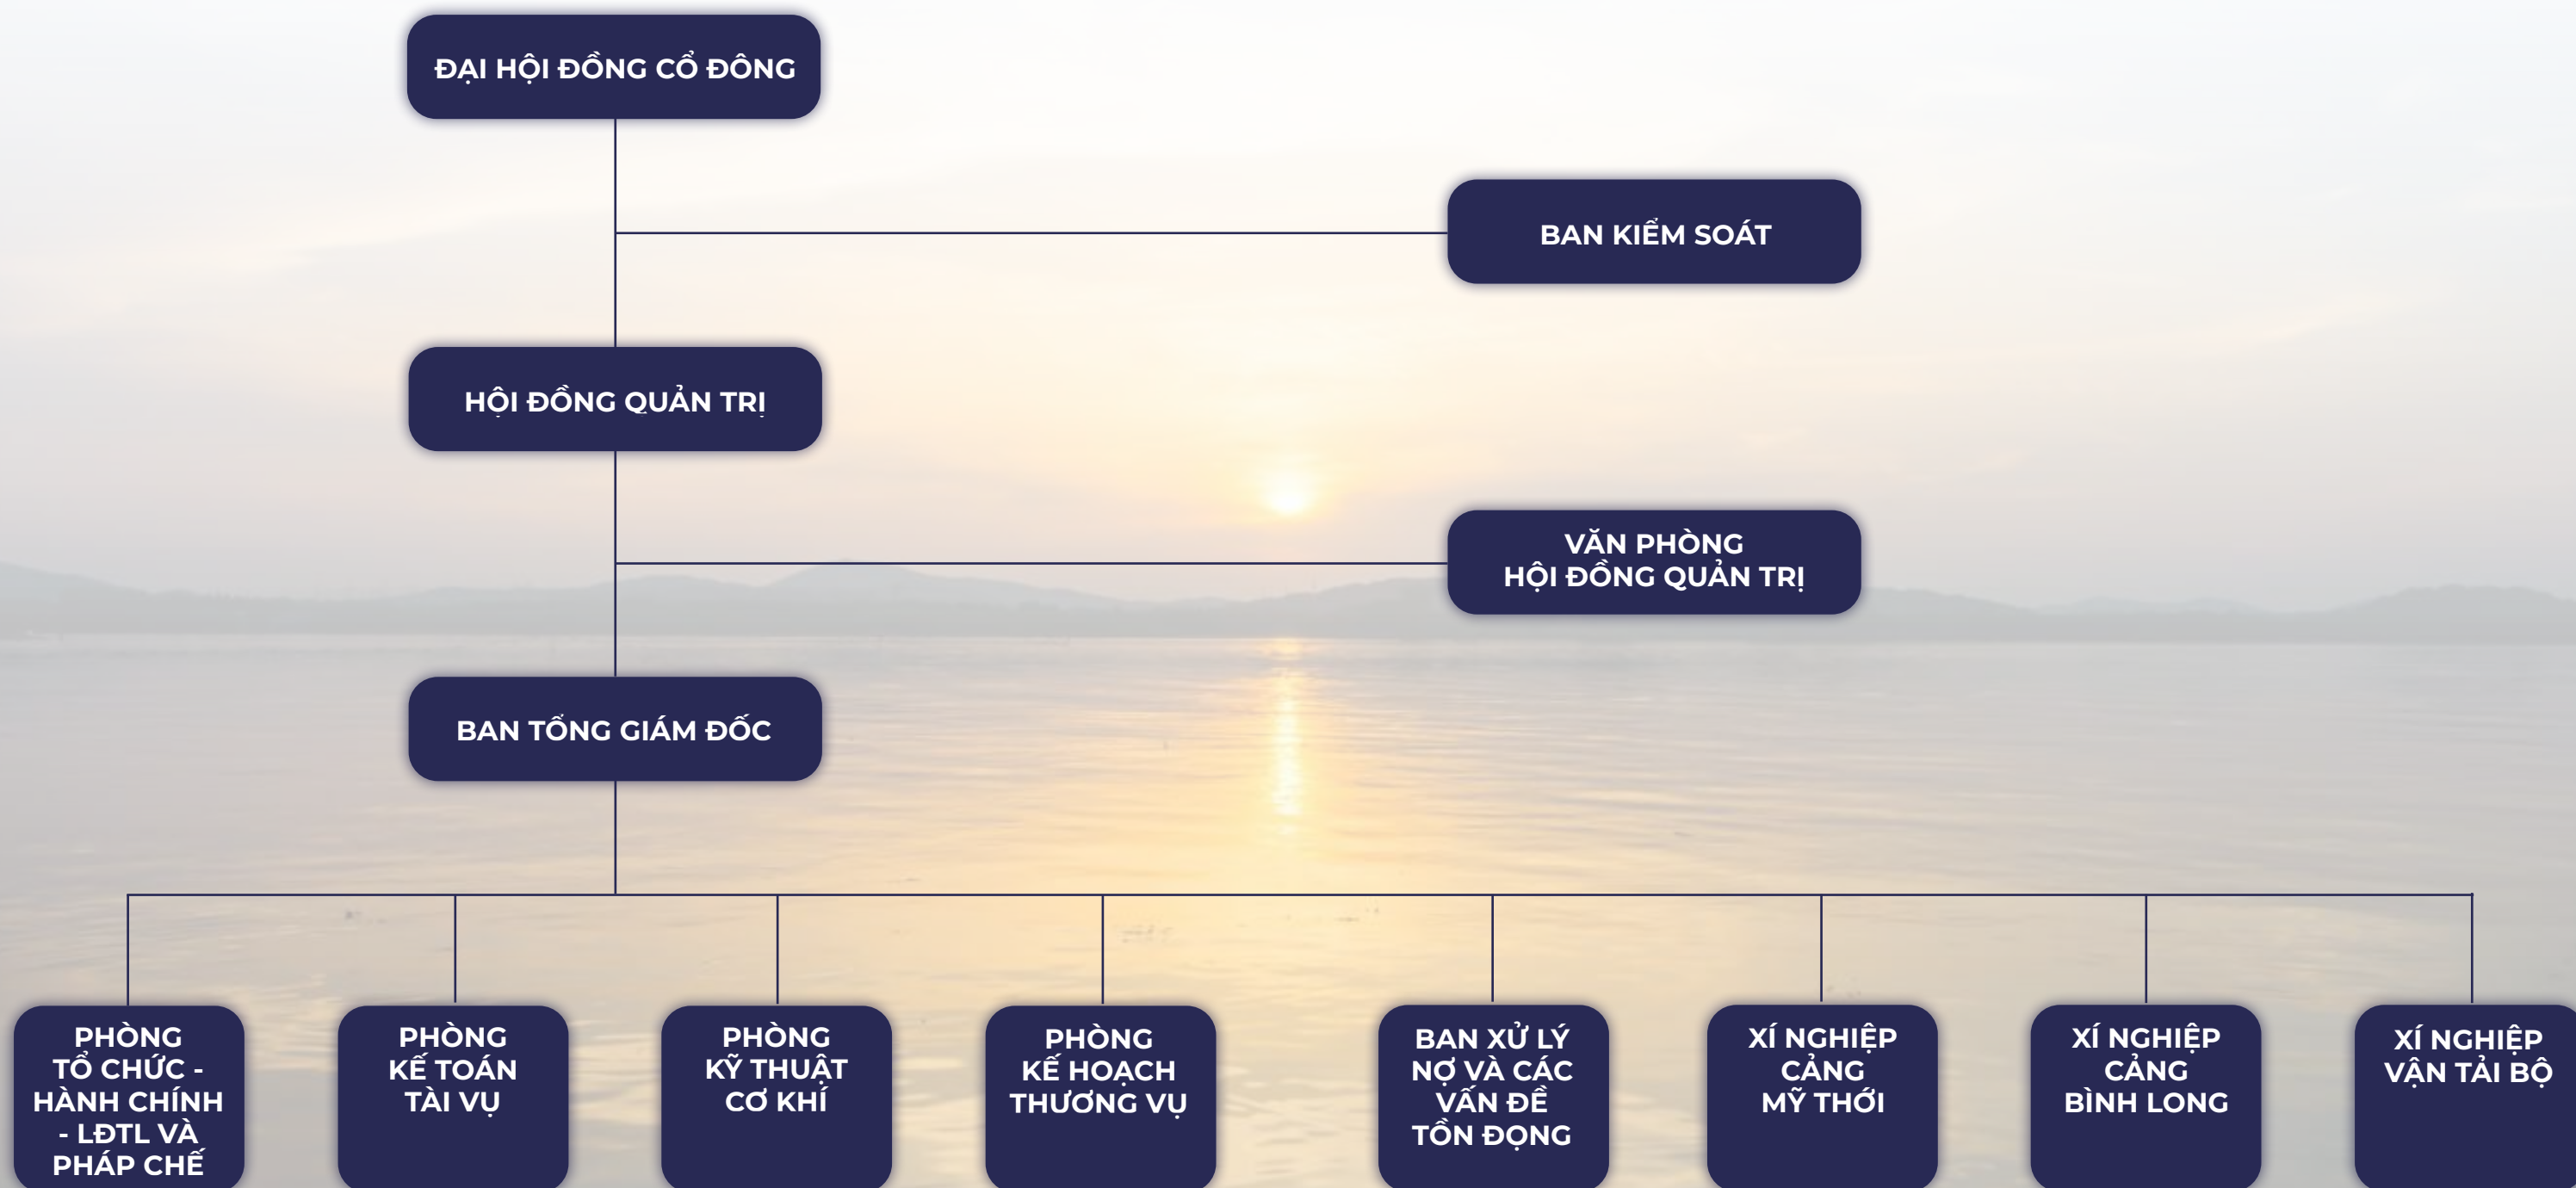 ĐẠI HỘI ĐỒNG CỔ ĐÔNG
BAN KIỂM SOÁT
HỘI ĐỒNG QUẢN TRỊ
VĂN PHÒNG
HỘI ĐỒNG QUẢN TRỊ
BAN TỔNG GIÁM ĐỐC
PHÒNG
TỔ CHỨC -
HÀNH CHÍNH
- LĐTL VÀ
PHÁP CHẾ
PHÒNG
KẾ TOÁN
TÀI VỤ
PHÒNG
KỸ THUẬT
CƠ KHÍ
PHÒNG
KẾ HOẠCH
THƯƠNG VỤ
BAN XỬ LÝ
NỢ VÀ CÁC
VẤN ĐỀ
TỒN ĐỌNG
XÍ NGHIỆP
CẢNG
MỸ THỚI
XÍ NGHIỆP
CẢNG
BÌNH LONG
XÍ NGHIỆP
VẬN TẢI BỘ